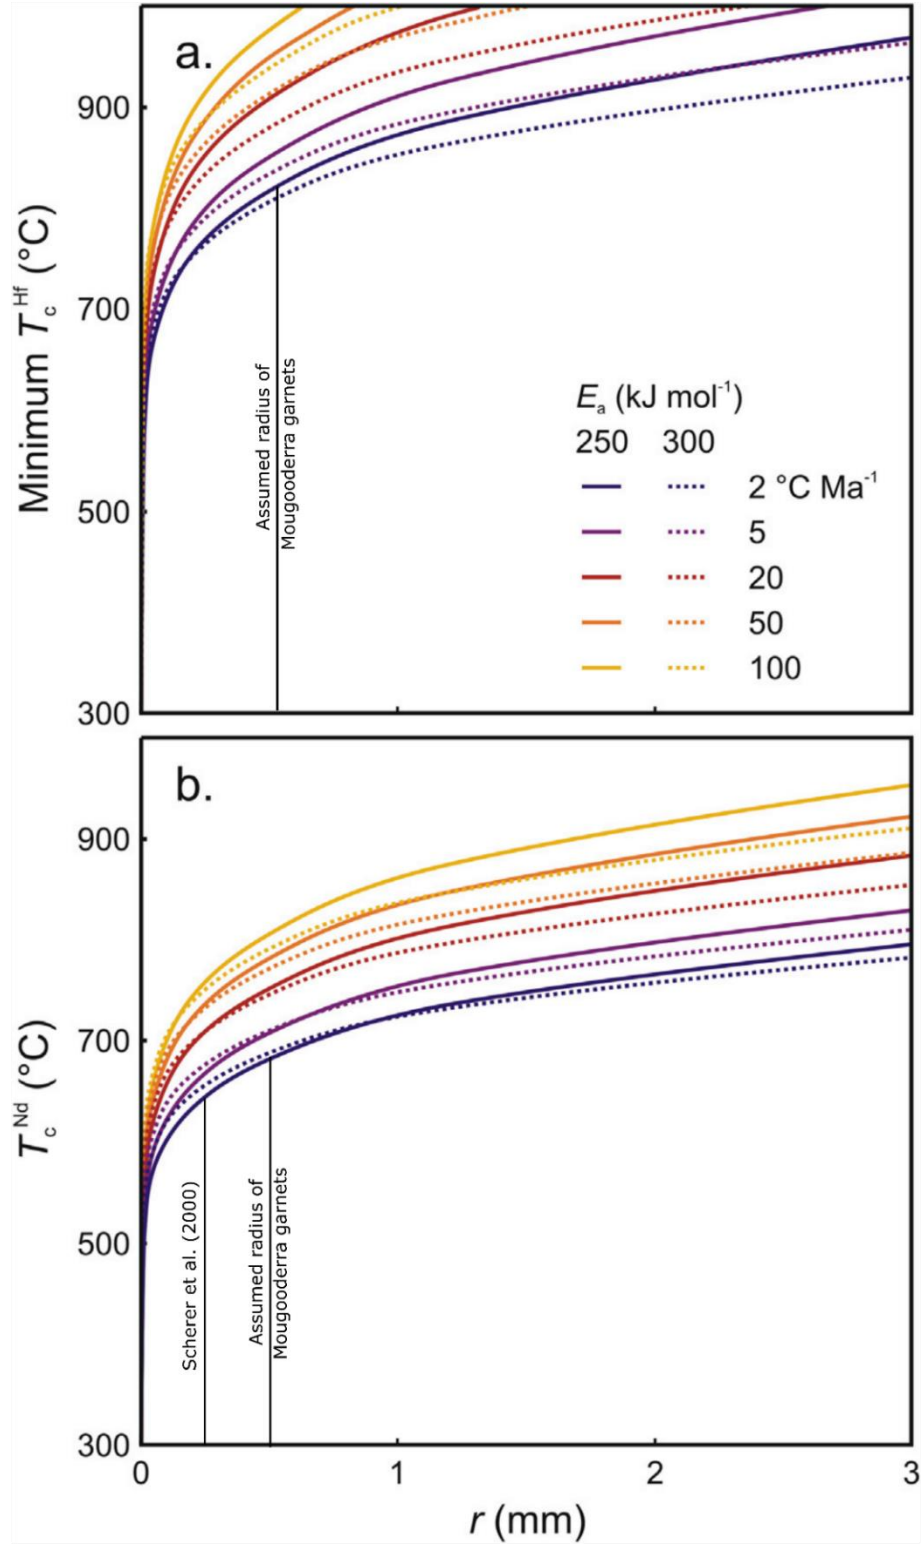 a.
Minimum T_c^Hf (°C)
900
700
500
300
Assumed radius of
Mougooderra garnets
E_a (kJ mol⁻¹)
250 300
2 °C Ma⁻¹
5
20
50
100
b.
T_c^Nd (°C)
900
700
500
300
Scherer et al. (2000)
Assumed radius of
Mougooderra garnets
0 1 2 3
r (mm)